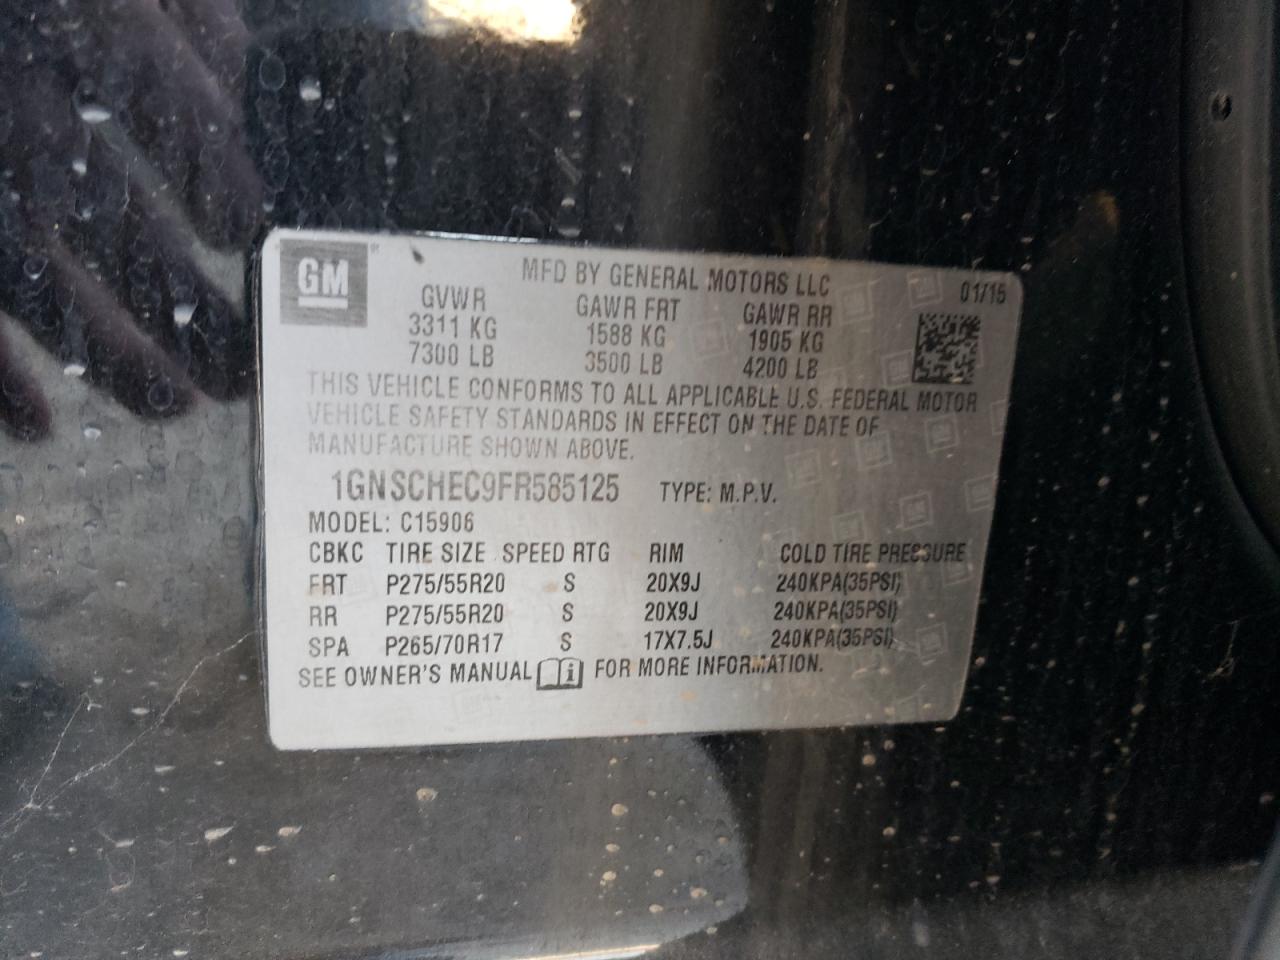 GM
MFD BY GENERAL MOTORS LLC 01/15
GVWR GAWR FRT GAWR RR
3311 KG 1588 KG 1905 KG
7300 LB 3500 LB 4200 LB
THIS VEHICLE CONFORMS TO ALL APPLICABLE U.S. FEDERAL MOTOR
VEHICLE SAFETY STANDARDS IN EFFECT ON THE DATE OF
MANUFACTURE SHOWN ABOVE.
1GNSCHEC9FR585125 TYPE: M.P.V.
MODEL: C15906
CBKC TIRE SIZE SPEED RTG RIM COLD TIRE PRESSURE
FRT P275/55R20 S 20X9J 240KPA(35PSI)
RR P275/55R20 S 20X9J 240KPA(35PSI)
SPA P265/70R17 S 17X7.5J 240KPA(35PSI)
SEE OWNER'S MANUAL FOR MORE INFORMATION.